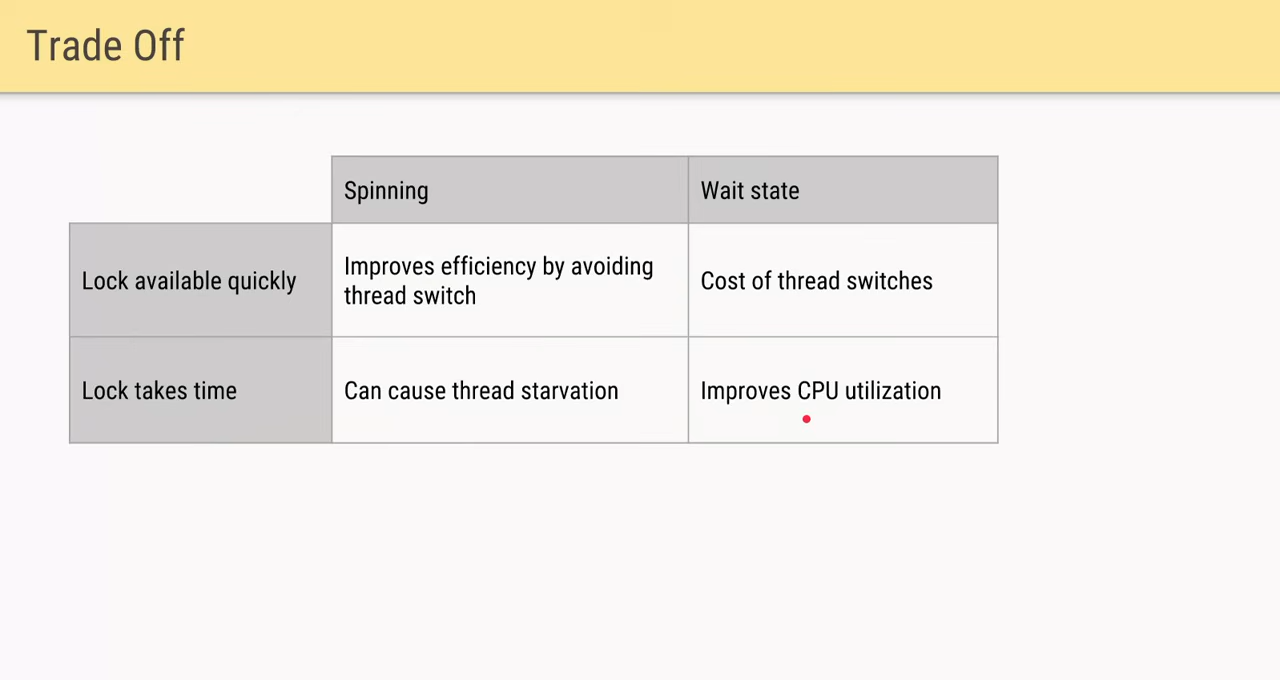 Trade Off
Spinning
Wait state
Lock available quickly
Improves efficiency by avoiding
thread switch
Cost of thread switches
Lock takes time
Can cause thread starvation
Improves CPU utilization